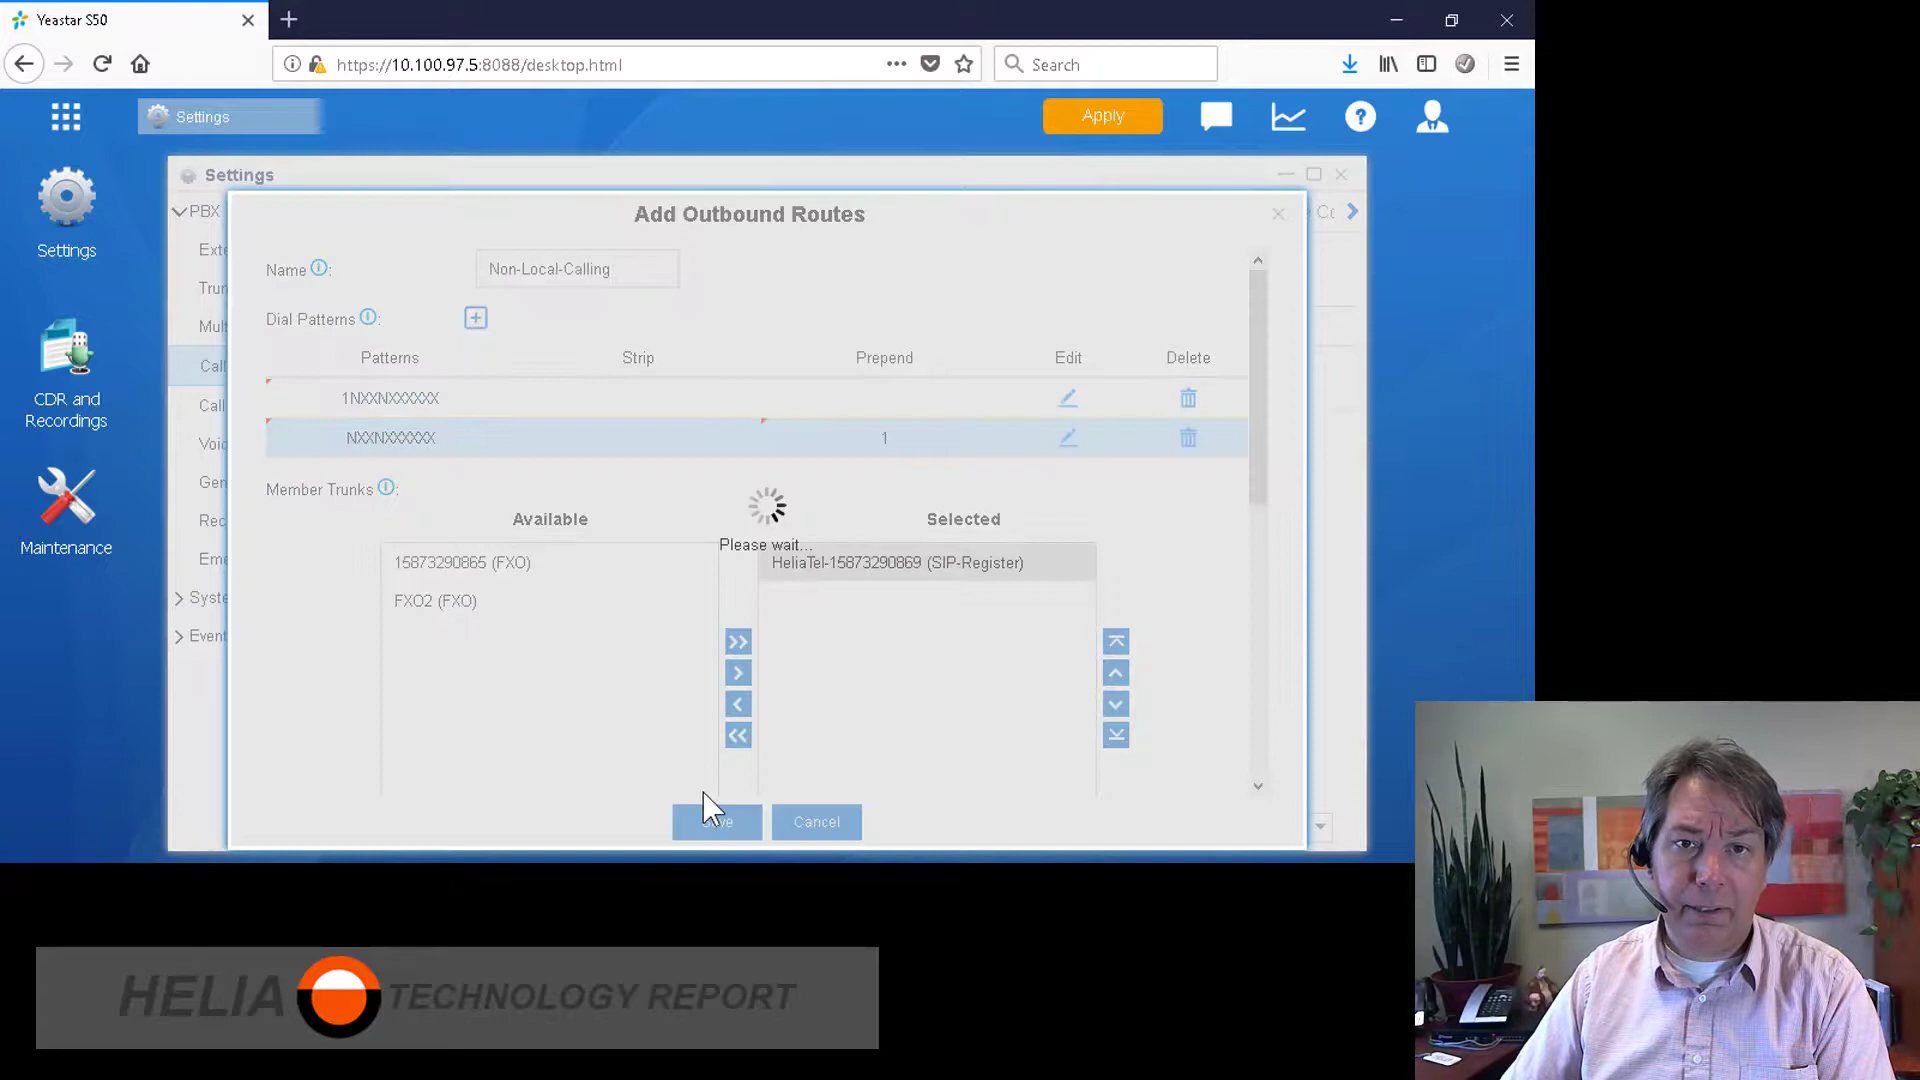 Yeastar S50
https://10.100.97.5:8088/desktop.html
Search
Settings
Apply
?
Settings
PBX
Add Outbound Routes
Settings
Name :
Non-Local-Calling
Dial Patterns :
Patterns Strip Prepend Edit Delete
1NXXNXXXXXX
NXXNXXXXXX 1
CDR and
Recordings
Member Trunks :
Available
Selected
Please wait...
15873290865 (FXO)
HeliaTel-15873290869 (SIP-Register)
FXO2 (FXO)
Maintenance
Save
Cancel
HELIA TECHNOLOGY REPORT